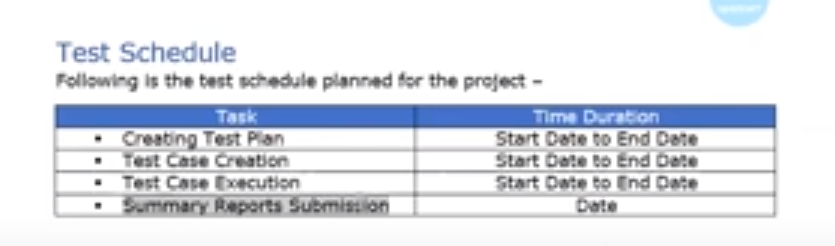 Test Schedule
Following is the test schedule planned for the project –
Task Time Duration
▪ Creating Test Plan Start Date to End Date
▪ Test Case Creation Start Date to End Date
▪ Test Case Execution Start Date to End Date
▪ Summary Reports Submission Date